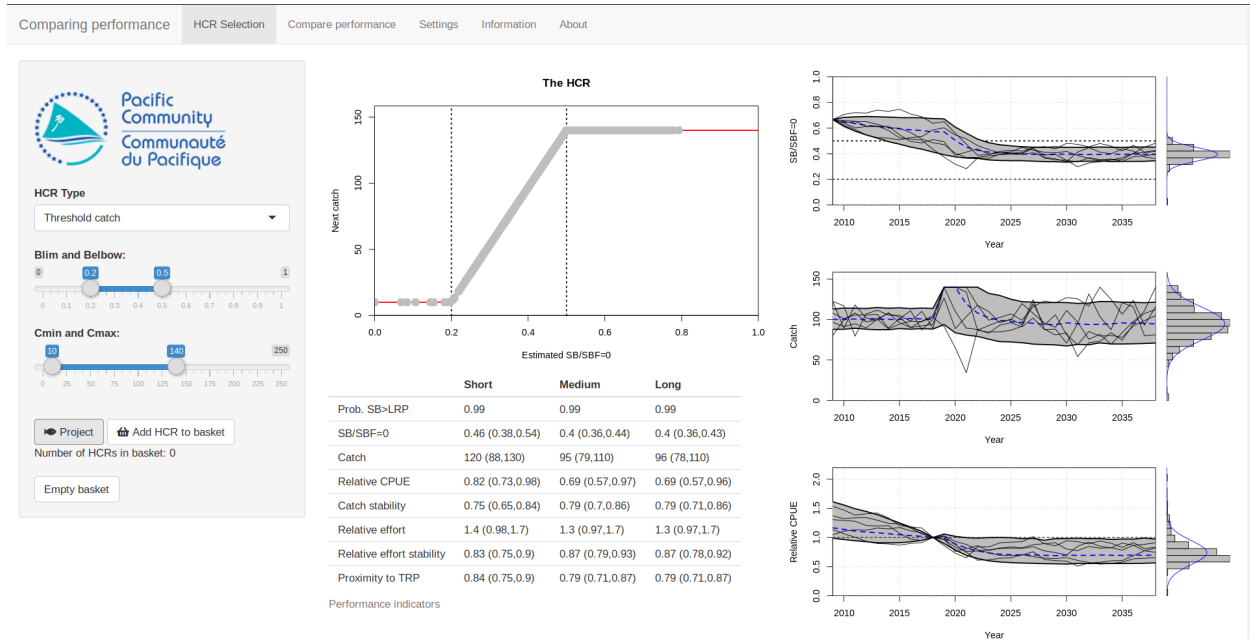 Comparing performance HCR Selection Compare performance Settings Information About
Pacific
Community
Communauté
du Pacifique
HCR Type
Threshold catch
Blim and Belbow:
0 0.2 0.5 1
0 0.1 0.2 0.3 0.4 0.5 0.6 0.7 0.8 0.9 1
Cmin and Cmax:
10 140 250
0 25 50 75 100 125 150 175 200 225 250
Project Add HCR to basket
Number of HCRs in basket: 0
Empty basket
The HCR
Next catch
150
100
50
0
0.0 0.2 0.4 0.6 0.8 1.0
Estimated SB/SBF=0
Short Medium Long
Prob. SB>LRP 0.99 0.99 0.99
SB/SBF=0 0.46 (0.38,0.54) 0.4 (0.36,0.44) 0.4 (0.36,0.43)
Catch 120 (88,130) 95 (79,110) 96 (78,110)
Relative CPUE 0.82 (0.73,0.98) 0.69 (0.57,0.97) 0.69 (0.57,0.96)
Catch stability 0.75 (0.65,0.84) 0.79 (0.7,0.86) 0.79 (0.71,0.86)
Relative effort 1.4 (0.98,1.7) 1.3 (0.97,1.7) 1.3 (0.97,1.7)
Relative effort stability 0.83 (0.75,0.9) 0.87 (0.79,0.93) 0.87 (0.78,0.92)
Proximity to TRP 0.84 (0.75,0.9) 0.79 (0.71,0.87) 0.79 (0.71,0.87)
Performance indicators
SB/SBF=0
1.0
0.8
0.6
0.4
0.2
0.0
2010 2015 2020 2025 2030 2035
Year
Catch
150
100
50
0
2010 2015 2020 2025 2030 2035
Year
Relative CPUE
2.0
1.5
1.0
0.5
0.0
2010 2015 2020 2025 2030 2035
Year